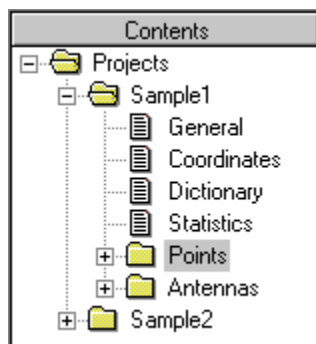 Contents
Projects
Sample1
General
Coordinates
Dictionary
Statistics
Points
Antennas
Sample2